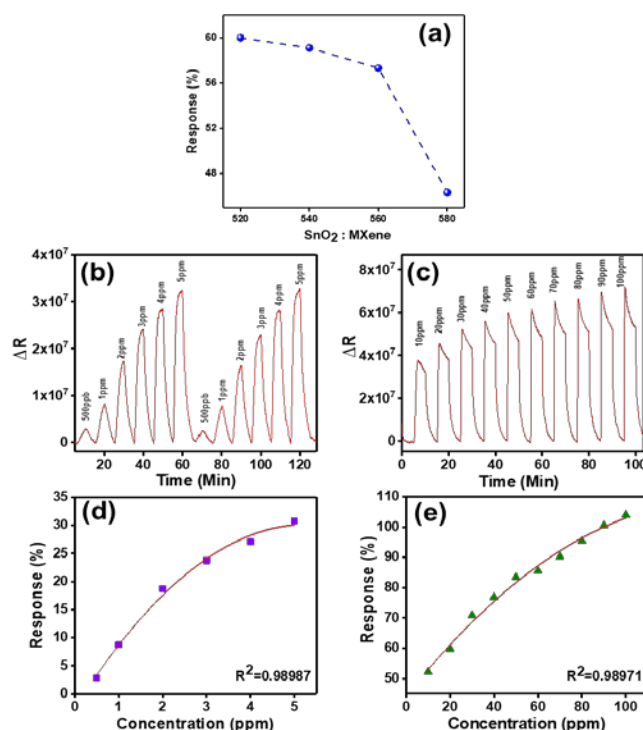 (a)
Response (%)
60
56
52
48
520 540 560 580
SnO2 : MXene
(b)
ΔR
4x10^7
3x10^7
2x10^7
1x10^7
0
500ppb 1ppm 2ppm 3ppm 4ppm 5ppm 500ppb 1ppm 2ppm 3ppm 4ppm 5ppm
20 40 60 80 100 120
Time (Min)
(c)
ΔR
8x10^7
6x10^7
4x10^7
2x10^7
0
10ppm 20ppm 30ppm 40ppm 50ppm 60ppm 70ppm 80ppm 90ppm 100ppm
0 20 40 60 80 100
Time (Min)
(d)
Response (%)
35
30
25
20
15
10
5
0
R^2=0.98987
0 1 2 3 4 5
Concentration (ppm)
(e)
Response (%)
110
100
90
80
70
60
50
R^2=0.98971
0 20 40 60 80 100
Concentration (ppm)